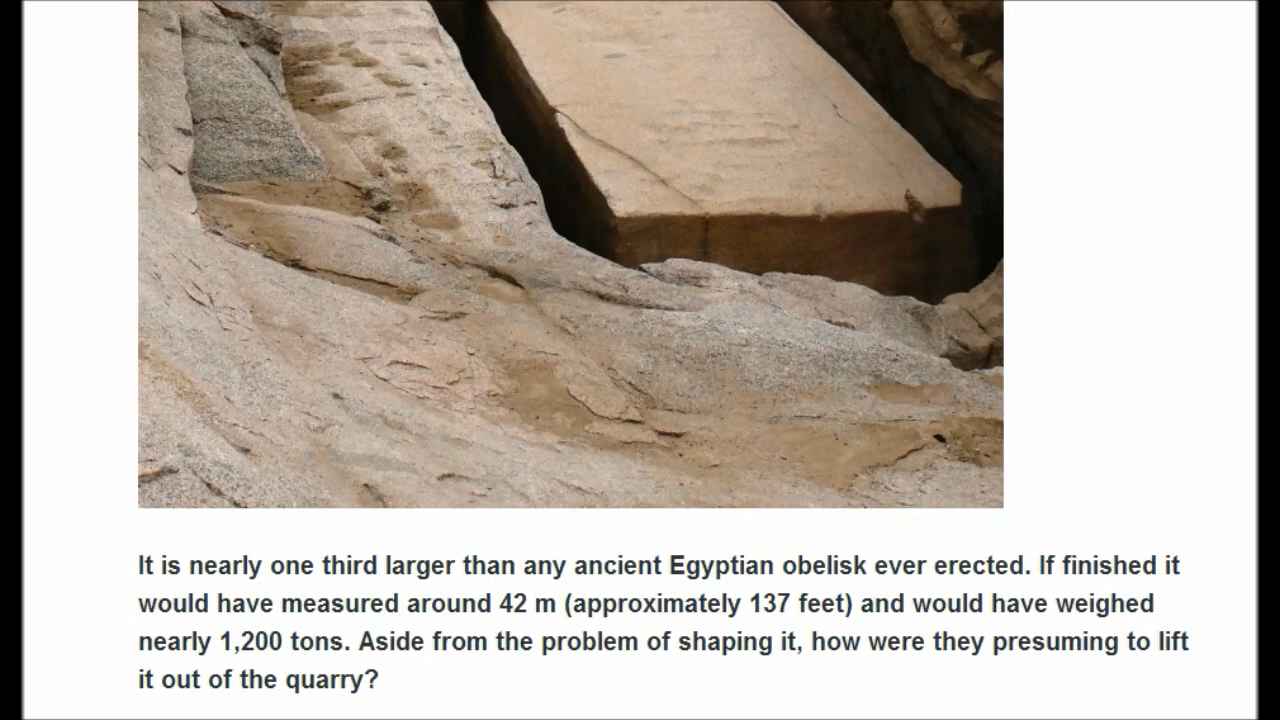 It is nearly one third larger than any ancient Egyptian obelisk ever erected. If finished it
would have measured around 42 m (approximately 137 feet) and would have weighed
nearly 1,200 tons. Aside from the problem of shaping it, how were they presuming to lift
it out of the quarry?